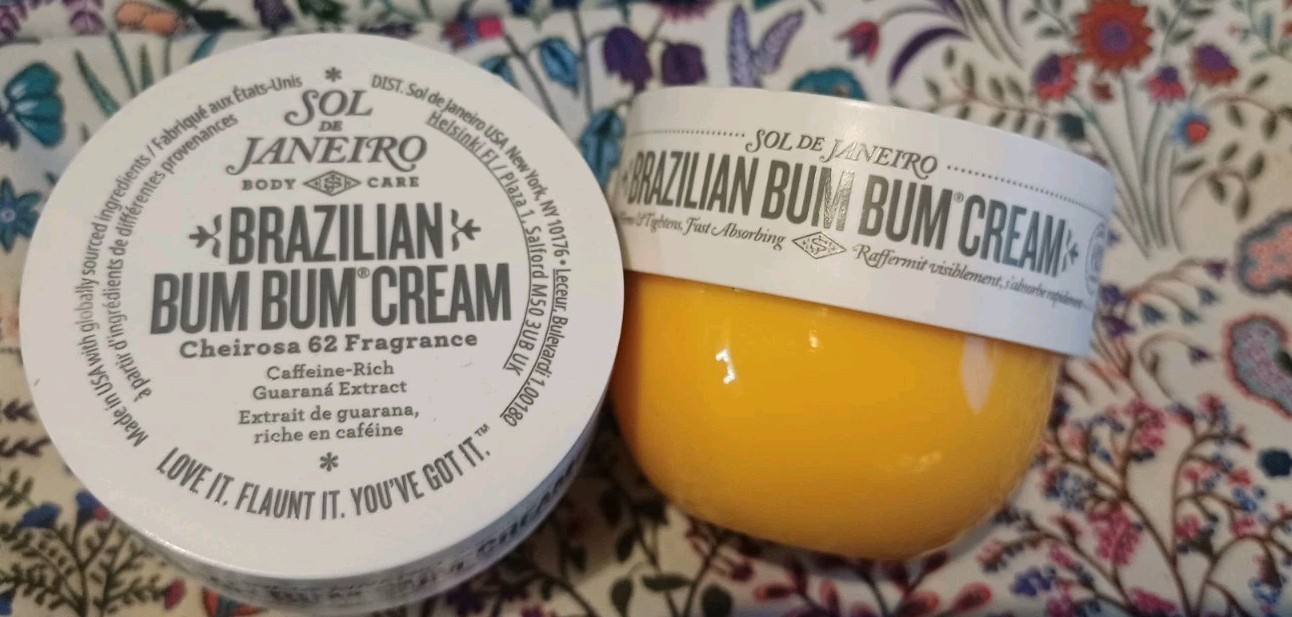 SOL
DE
JANEIRO
BODY CARE
BRAZILIAN
BUM BUM® CREAM
Cheirosa 62 Fragrance
Caffeine-Rich
Guaraná Extract
Extrait de guarana,
riche en caféine
LOVE IT. FLAUNT IT. YOU'VE GOT IT.™
Made in USA with globally sourced ingredients / Fabriqué aux États-Unis
à partir d'ingrédients de différentes provenances
DIST. Sol de Janeiro USA New York, NY 10176 • Leceur, Bulevardi 1, 00180
Helsinki FI / Plaza 1, Salford M50 3UB UK
SOL DE JANEIRO
BRAZILIAN BUM BUM® CREAM
Tightens, Fast Absorbing
Raffermit visiblement, s'absorbe rapidement